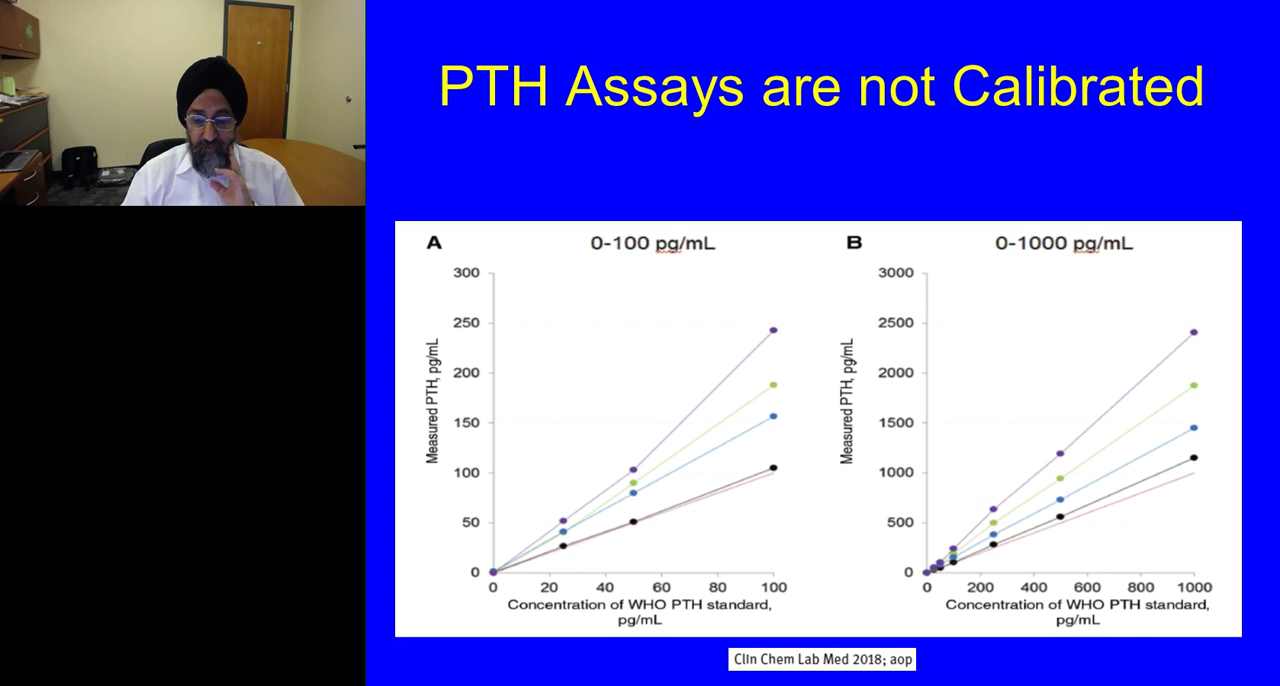 PTH Assays are not Calibrated
A
0-100 pg/mL
300
250
200
150
100
50
0
Measured PTH, pg/mL
0
20
40
60
80
100
Concentration of WHO PTH standard,
pg/mL
B
0-1000 pg/mL
3000
2500
2000
1500
1000
500
0
Measured PTH, pg/mL
0
200
400
600
800
1000
Concentration of WHO PTH standard,
pg/mL
Clin Chem Lab Med 2018; aop